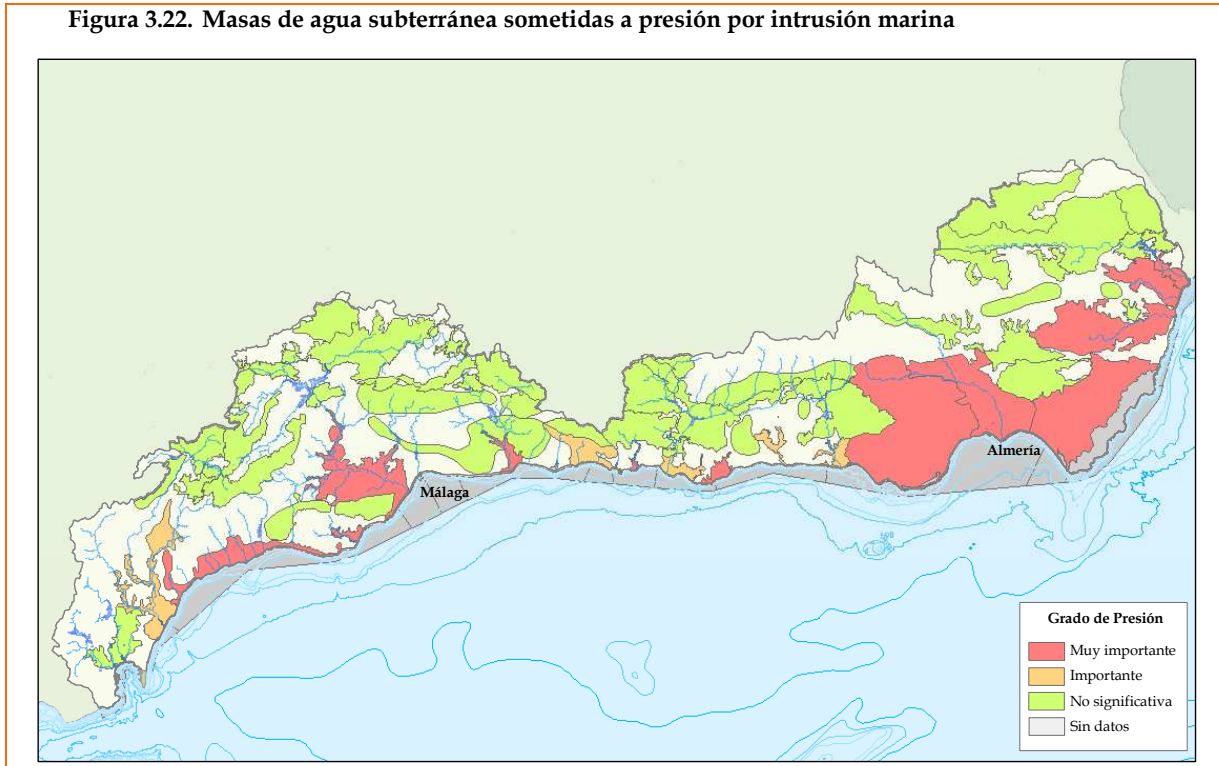 Figura 3.22. Masas de agua subterránea sometidas a presión por intrusión marina
Almería
Málaga
Grado de Presión
Muy importante
Importante
No significativa
Sin datos